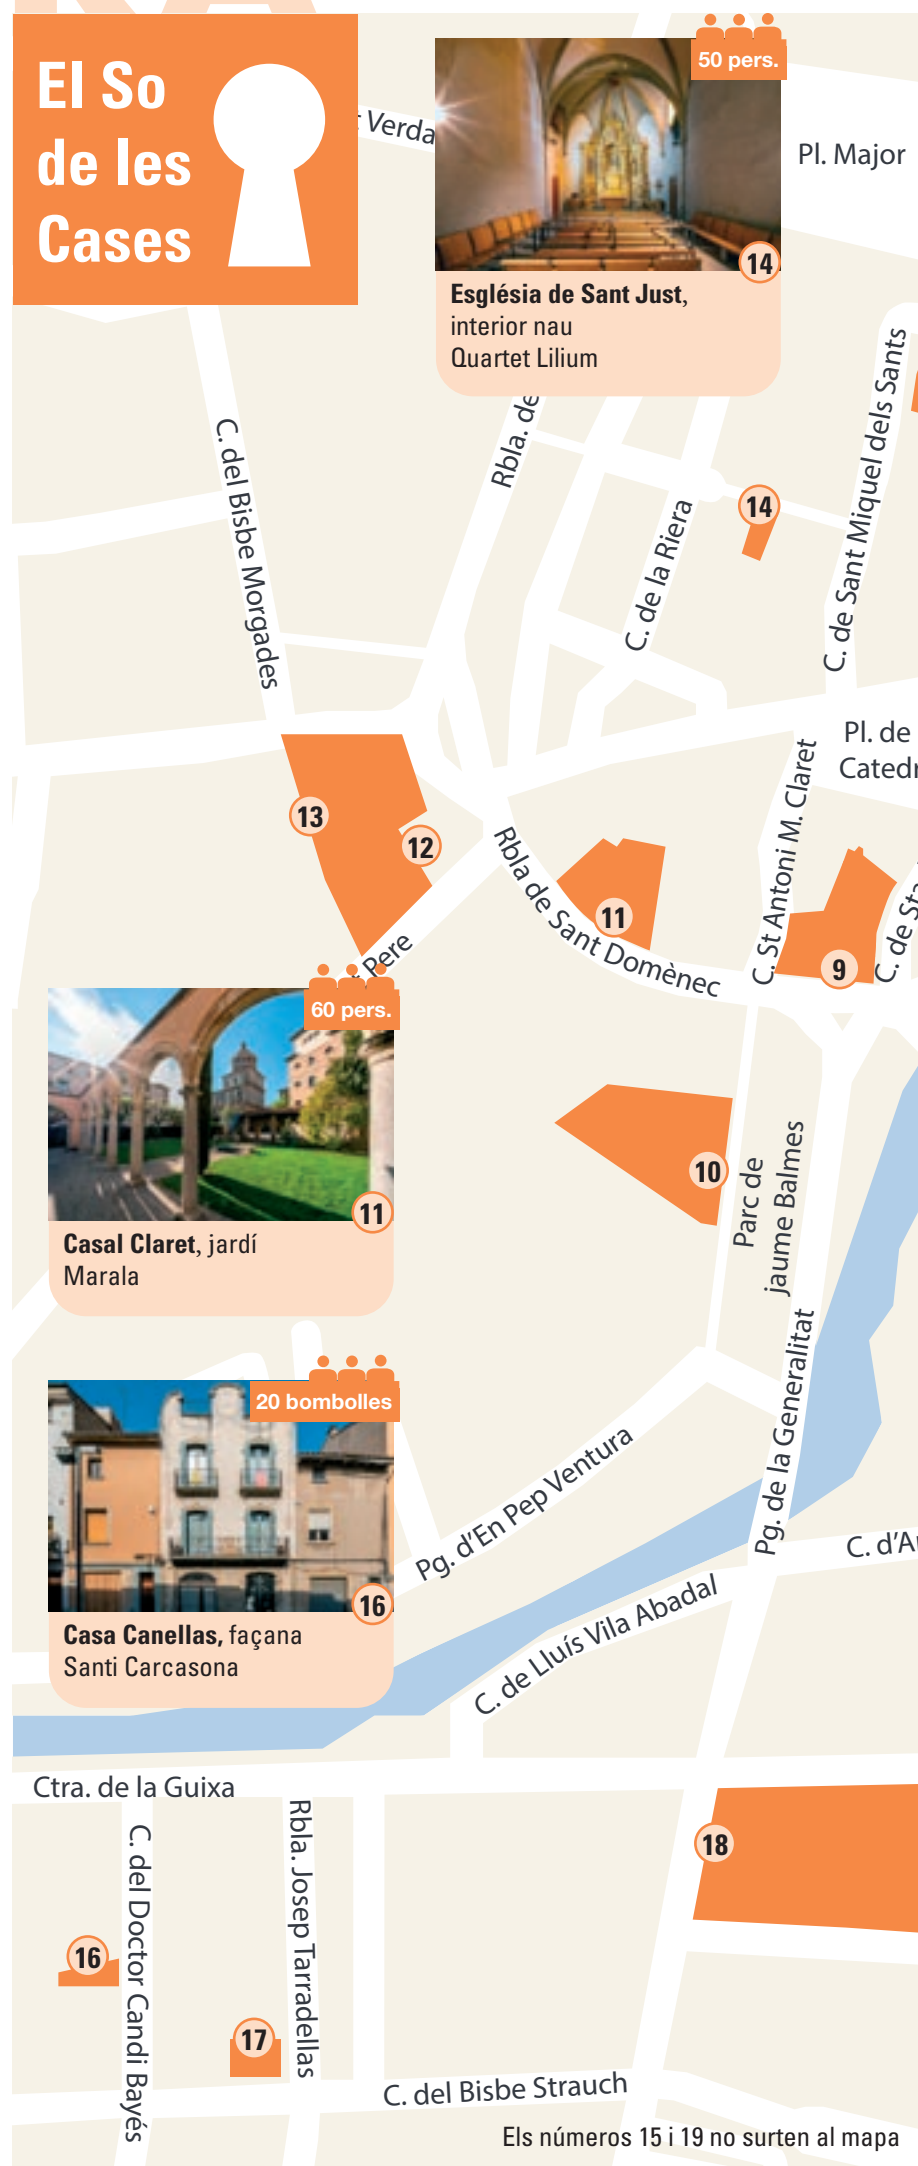 El So
de les
Cases
50 pers.
14
Església de Sant Just,
interior nau
Quartet Lilium
Pl. Major
C. del Bisbe Morgades
Rbla. de
C. de la Riera
14
C. de Sant Miquel dels Sants
Pl. de
C. St Antoni M. Claret
13
12
Rbla de Sant Domènec
11
9
C. de
Pere
60 pers.
11
Casal Claret, jardí
Marala
10
Parc de
jaume Balmes
Pg. de la Generalitat
20 bombolles
16
Casa Canellas, façana
Santi Carcasona
Pg. d'En Pep Ventura
C. de Lluís Vila Abadal
Ctra. de la Guixa
C. del Doctor Candi Bayés
Rbla. Josep Tarradellas
18
16
17
C. del Bisbe Strauch
Els números 15 i 19 no surten al mapa